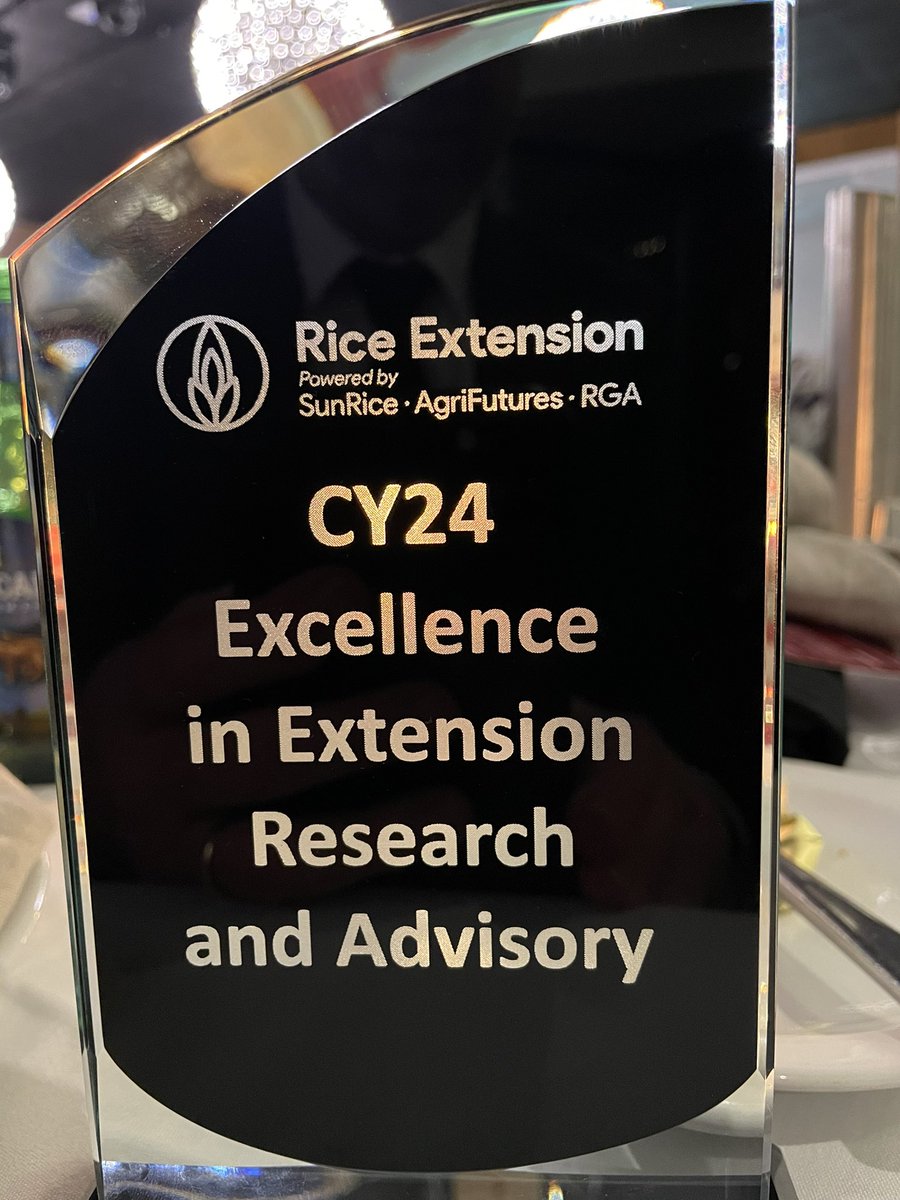 Rice Extension
Powered by
SunRice · AgriFutures · RGA
CY24
Excellence
in Extension
Research
and Advisory